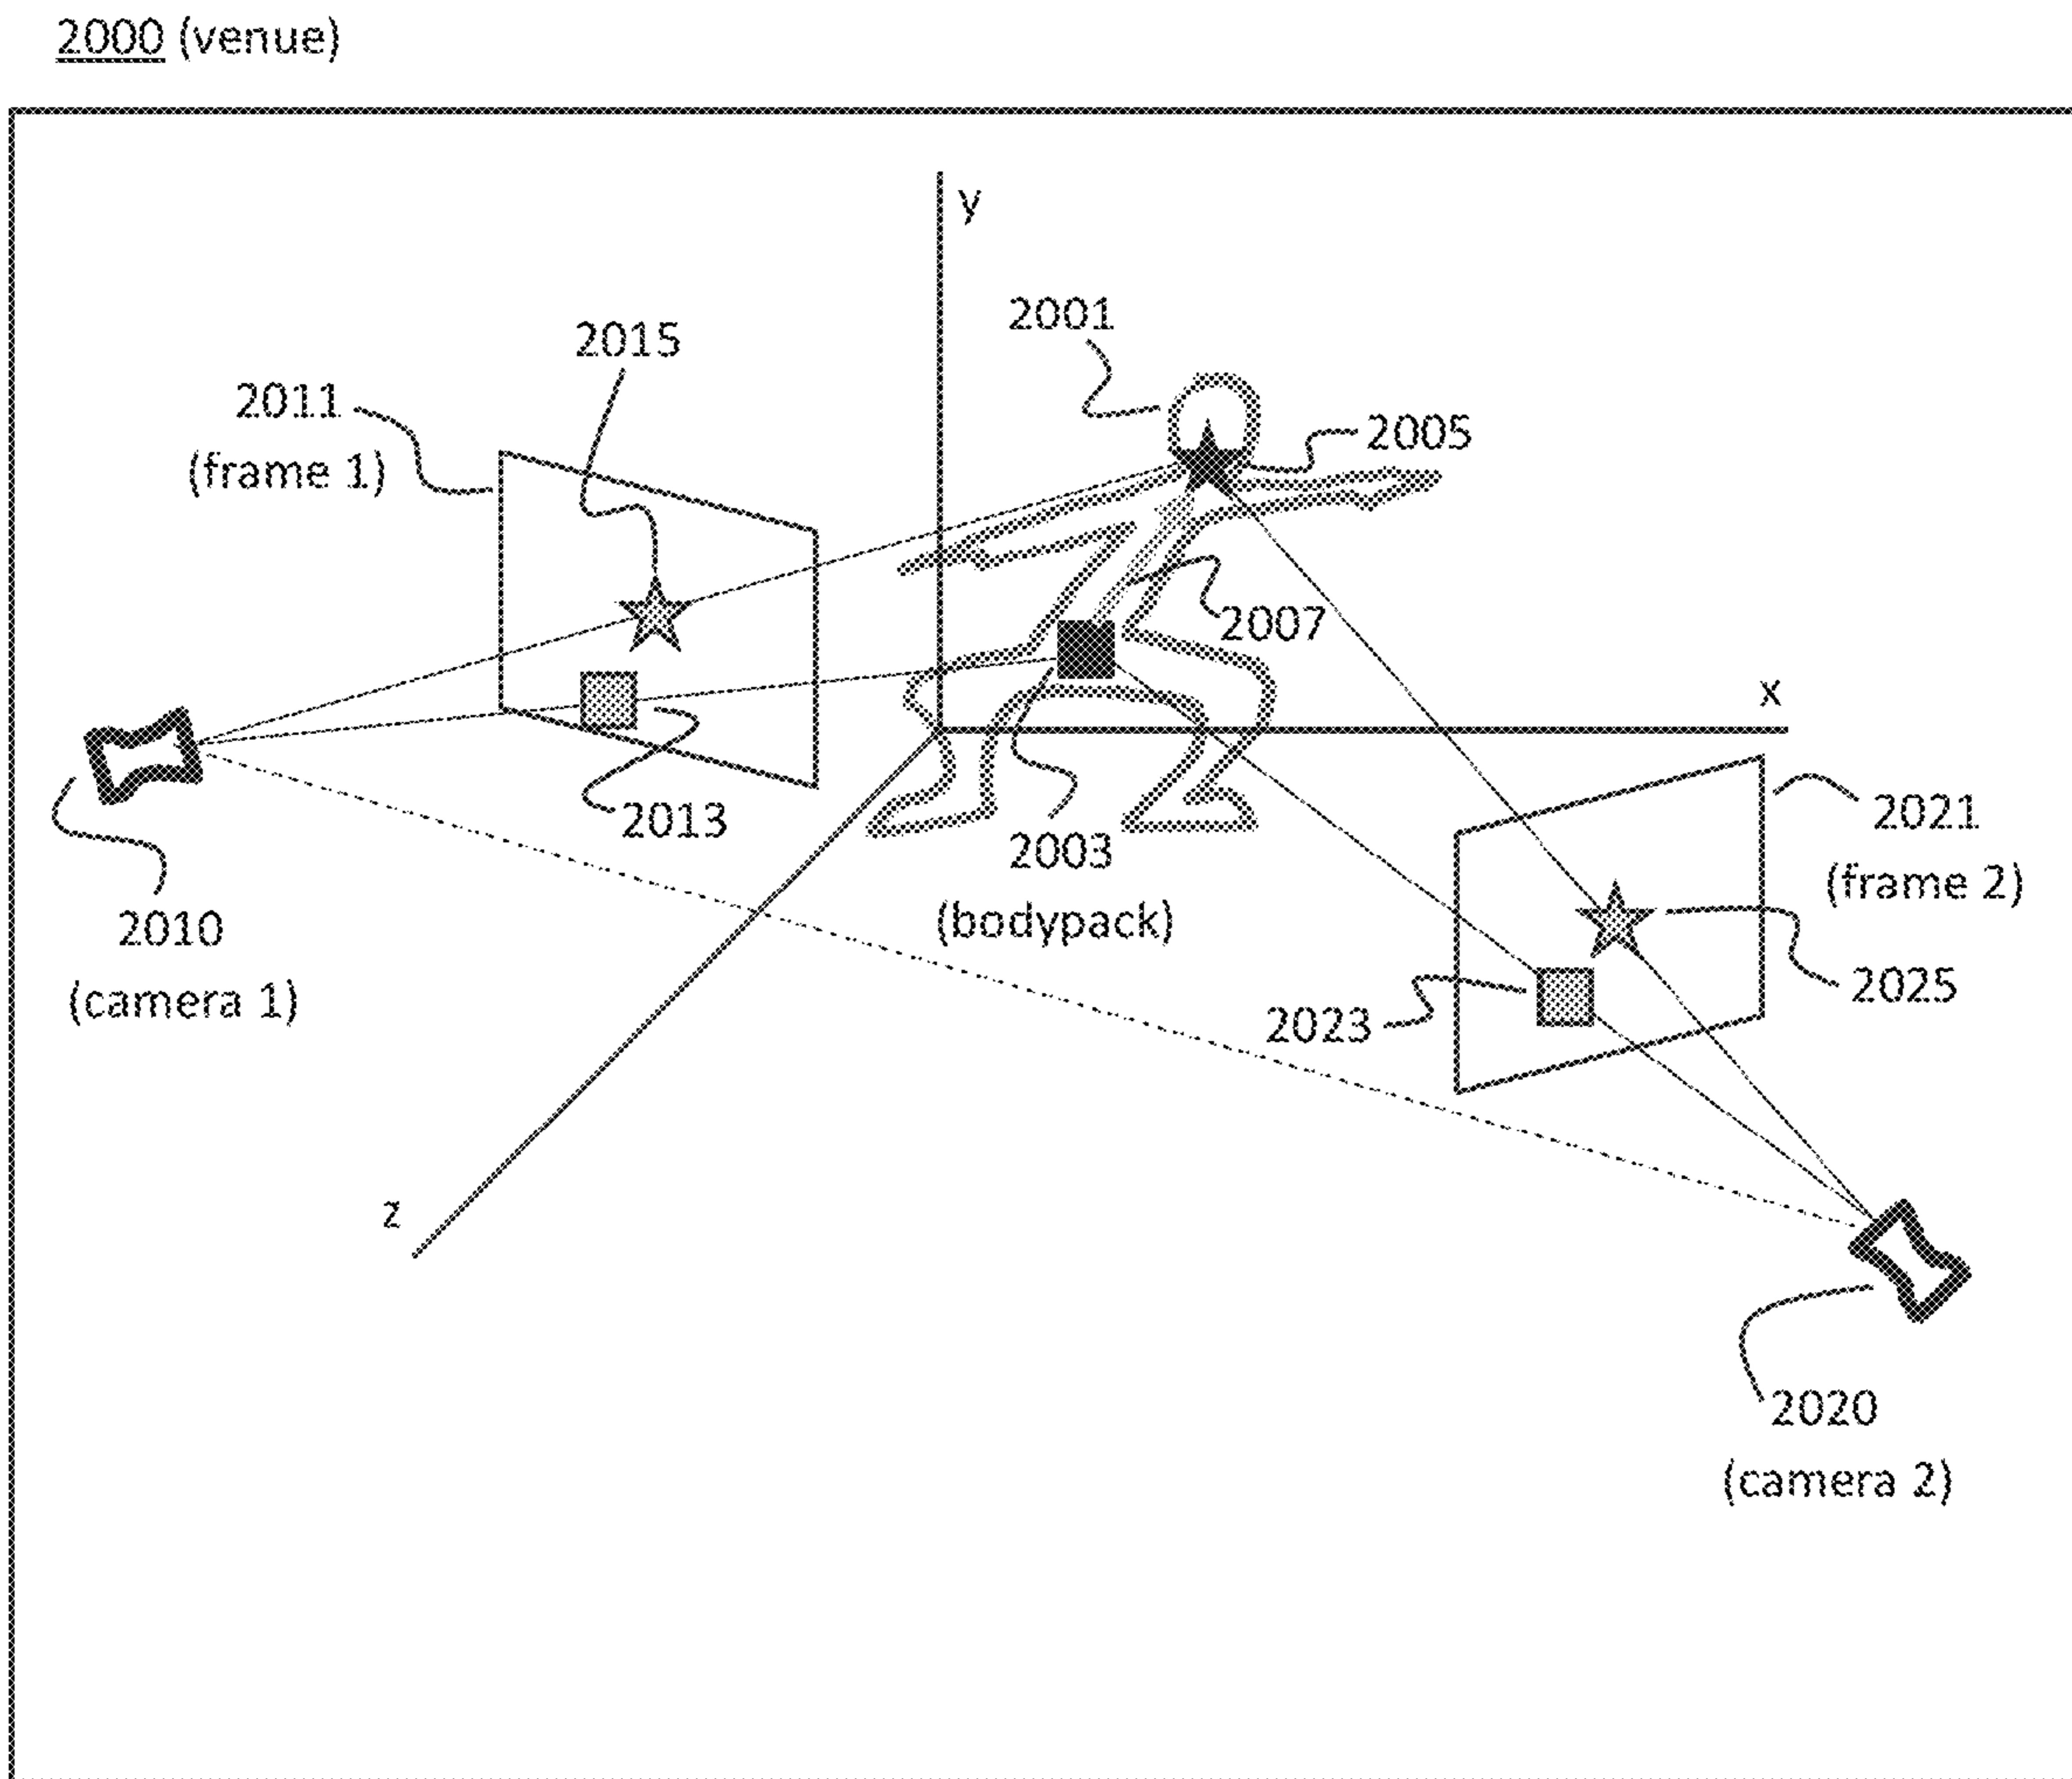 2000 (venue)
y
2001
2015
2011
(frame 1)
2005
2007
x
2013
2003
(bodypack)
2021
(frame 2)
2010
(camera 1)
2025
2023
z
2020
(camera 2)